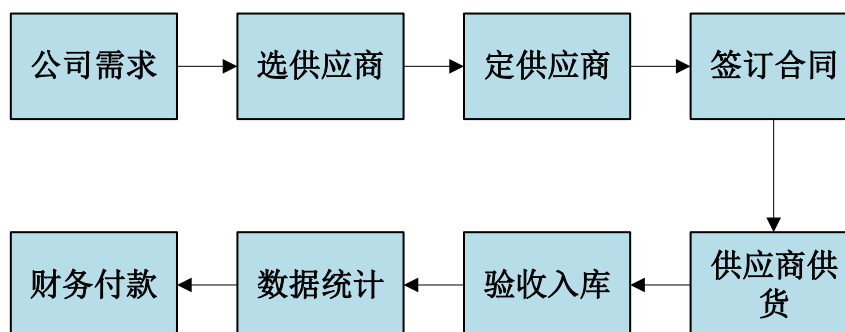 公司需求
选供应商
定供应商
签订合同
供应商供
货
验收入库
数据统计
财务付款